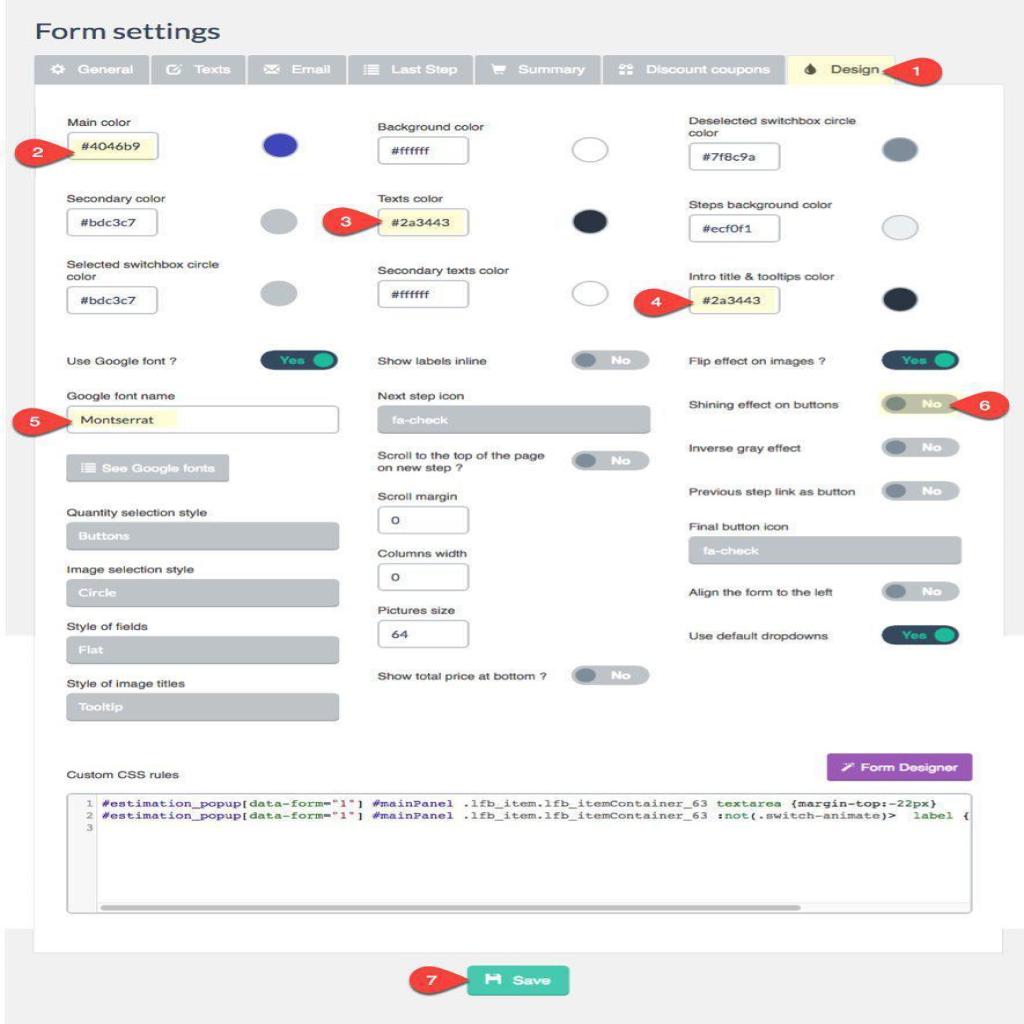 Form settings
General
Texts
Email
Last Step
Summary
Discount coupons
Design
1
Main color
#4046b9
2
Background color
#ffffff
Deselected switchbox circle
color
#7f8c9a
Secondary color
#bdc3c7
Texts color
#2a3443
3
Steps background color
#ecf0f1
Selected switchbox circle
color
#bdc3c7
Secondary texts color
#ffffff
Intro title & tooltips color
#2a3443
4
Use Google font ?
Yes
Show labels inline
No
Flip effect on images ?
Yes
Google font name
Montserrat
5
Next step icon
fa-check
Shining effect on buttons
No
6
See Google fonts
Scroll to the top of the page
on new step ?
No
Inverse gray effect
No
Scroll margin
0
Previous step link as button
No
Quantity selection style
Buttons
Columns width
0
Final button icon
fa-check
Image selection style
Circle
Pictures size
64
Align the form to the left
No
Style of fields
Flat
Use default dropdowns
Yes
Style of image titles
Tooltip
Show total price at bottom ?
No
Custom CSS rules
Form Designer
1 #estimation_popup[data-form="1"] #mainPanel .lfb_item.lfb_itemContainer_63 textarea {margin-top:-22px}
2 #estimation_popup[data-form="1"] #mainPanel .lfb_item.lfb_itemContainer_63 :not(.switch-animate)> label {
3
7
Save